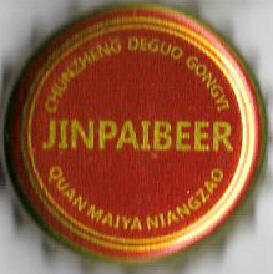 CHUNZHENG DEGUO GONGYI
JINPAIBEER
QUAN MAIYA NIANGZAO